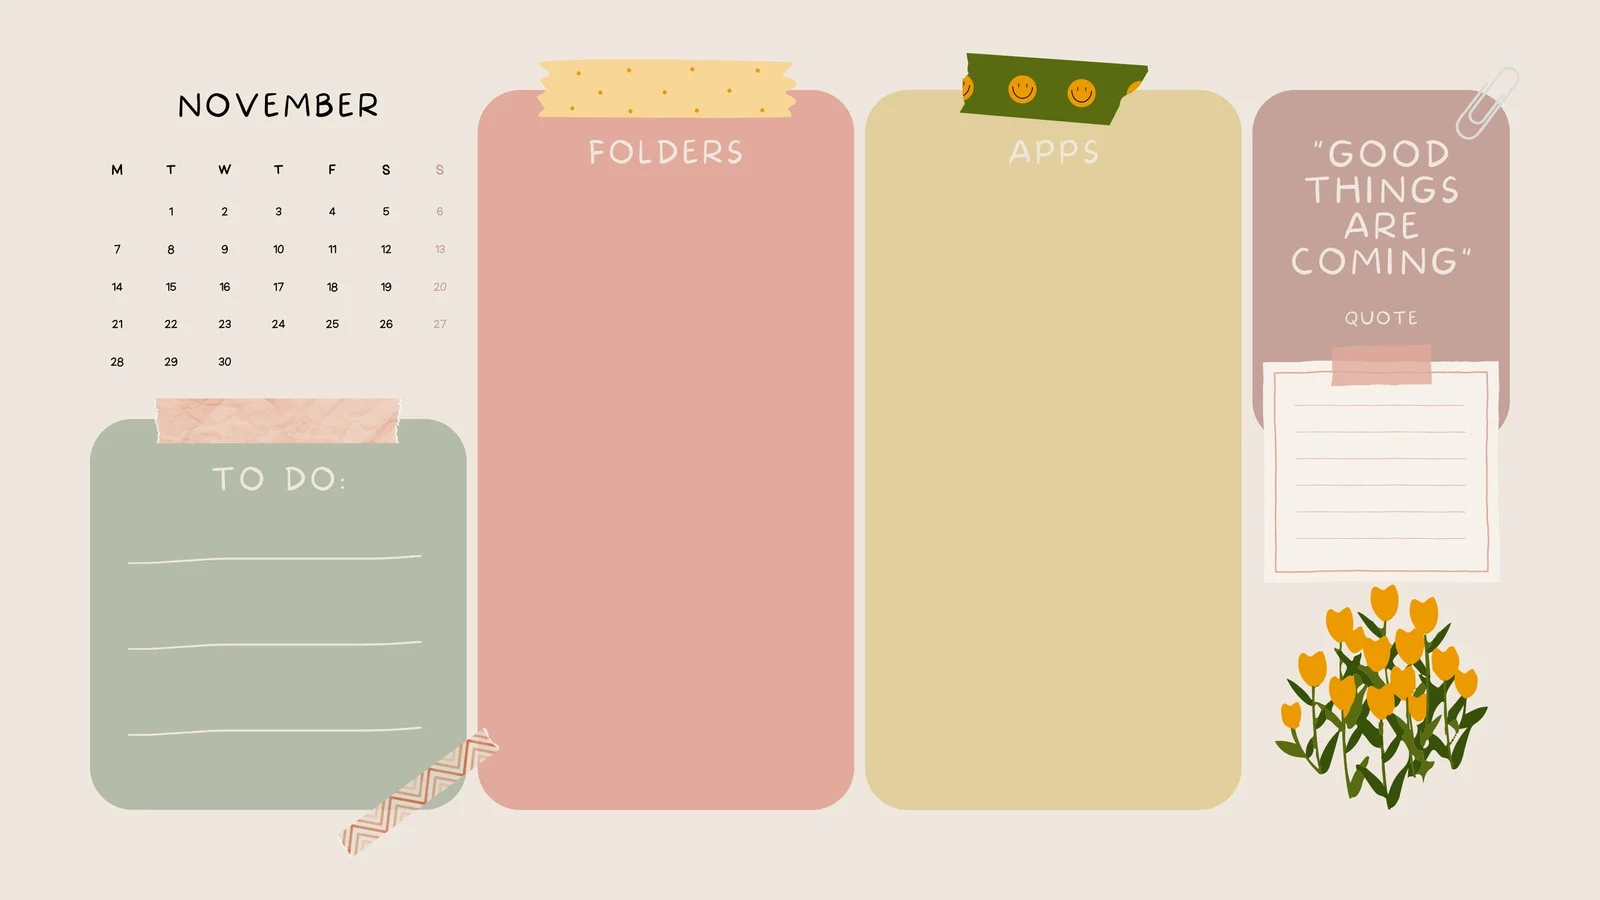 NOVEMBER
M T W T F S S
1 2 3 4 5 6
7 8 9 10 11 12 13
14 15 16 17 18 19 20
21 22 23 24 25 26 27
28 29 30
TO DO:
FOLDERS
APPS
"GOOD
THINGS
ARE
COMING"
QUOTE